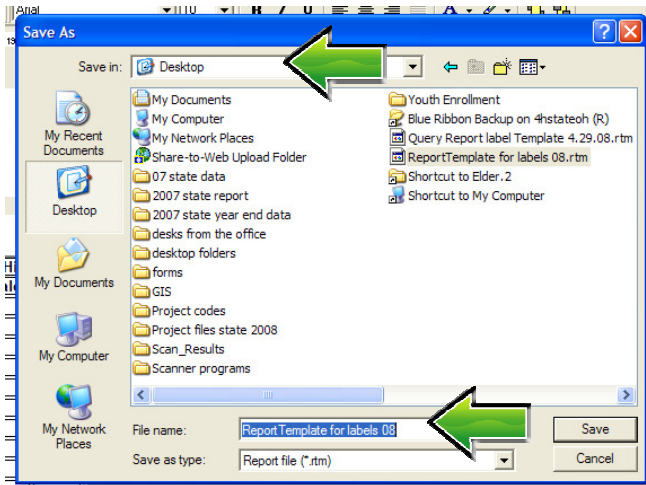 Arial 10 B I U
Save As
Save in: Desktop
My Recent
Documents
Desktop
My Documents
My Computer
My Network
Places
My Documents
My Computer
My Network Places
Share-to-Web Upload Folder
07 state data
2007 state report
2007 state year end data
desks from the office
desktop folders
forms
GIS
Project codes
Project files state 2008
Scan_Results
Scanner programs
Youth Enrollment
Blue Ribbon Backup on 4hstateoh (R)
Query Report label Template 4.29.08.rtm
ReportTemplate for labels 08.rtm
Shortcut to Elder.2
Shortcut to My Computer
File name: ReportTemplate for labels 08 Save
Save as type: Report file (*.rtm) Cancel